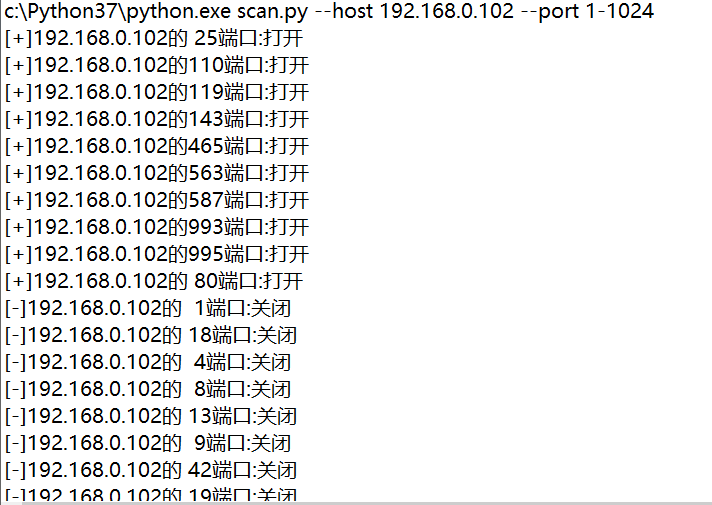 c:\Python37\python.exe scan.py --host 192.168.0.102 --port 1-1024
[+]192.168.0.102的 25端口:打开
[+]192.168.0.102的110端口:打开
[+]192.168.0.102的119端口:打开
[+]192.168.0.102的143端口:打开
[+]192.168.0.102的465端口:打开
[+]192.168.0.102的563端口:打开
[+]192.168.0.102的587端口:打开
[+]192.168.0.102的993端口:打开
[+]192.168.0.102的995端口:打开
[+]192.168.0.102的 80端口:打开
[-]192.168.0.102的  1端口:关闭
[-]192.168.0.102的 18端口:关闭
[-]192.168.0.102的  4端口:关闭
[-]192.168.0.102的  8端口:关闭
[-]192.168.0.102的 13端口:关闭
[-]192.168.0.102的  9端口:关闭
[-]192.168.0.102的 42端口:关闭
[-]192.168.0.102的 19端口:关闭